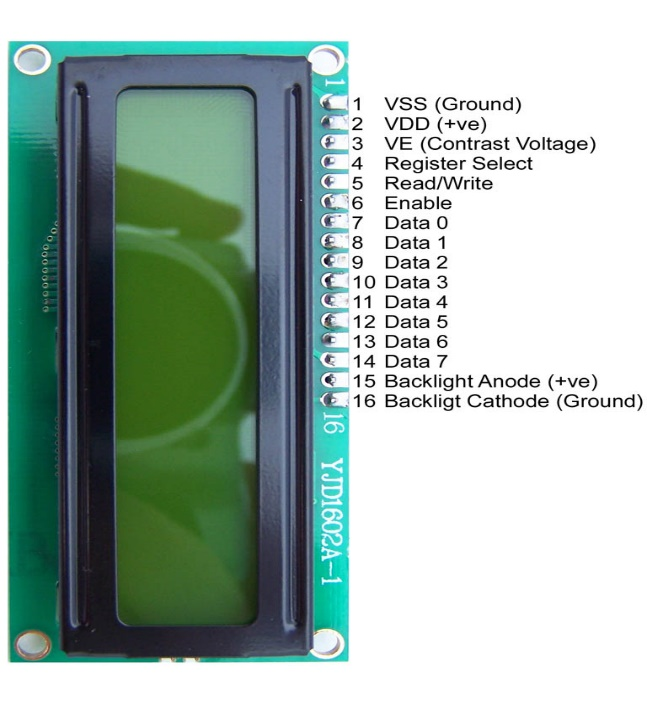 1
1 VSS (Ground)
2 VDD (+ve)
3 VE (Contrast Voltage)
4 Register Select
5 Read/Write
6 Enable
7 Data 0
8 Data 1
9 Data 2
10 Data 3
11 Data 4
12 Data 5
13 Data 6
14 Data 7
15 Backlight Anode (+ve)
16 Backligt Cathode (Ground)
16
YJD1602A-1